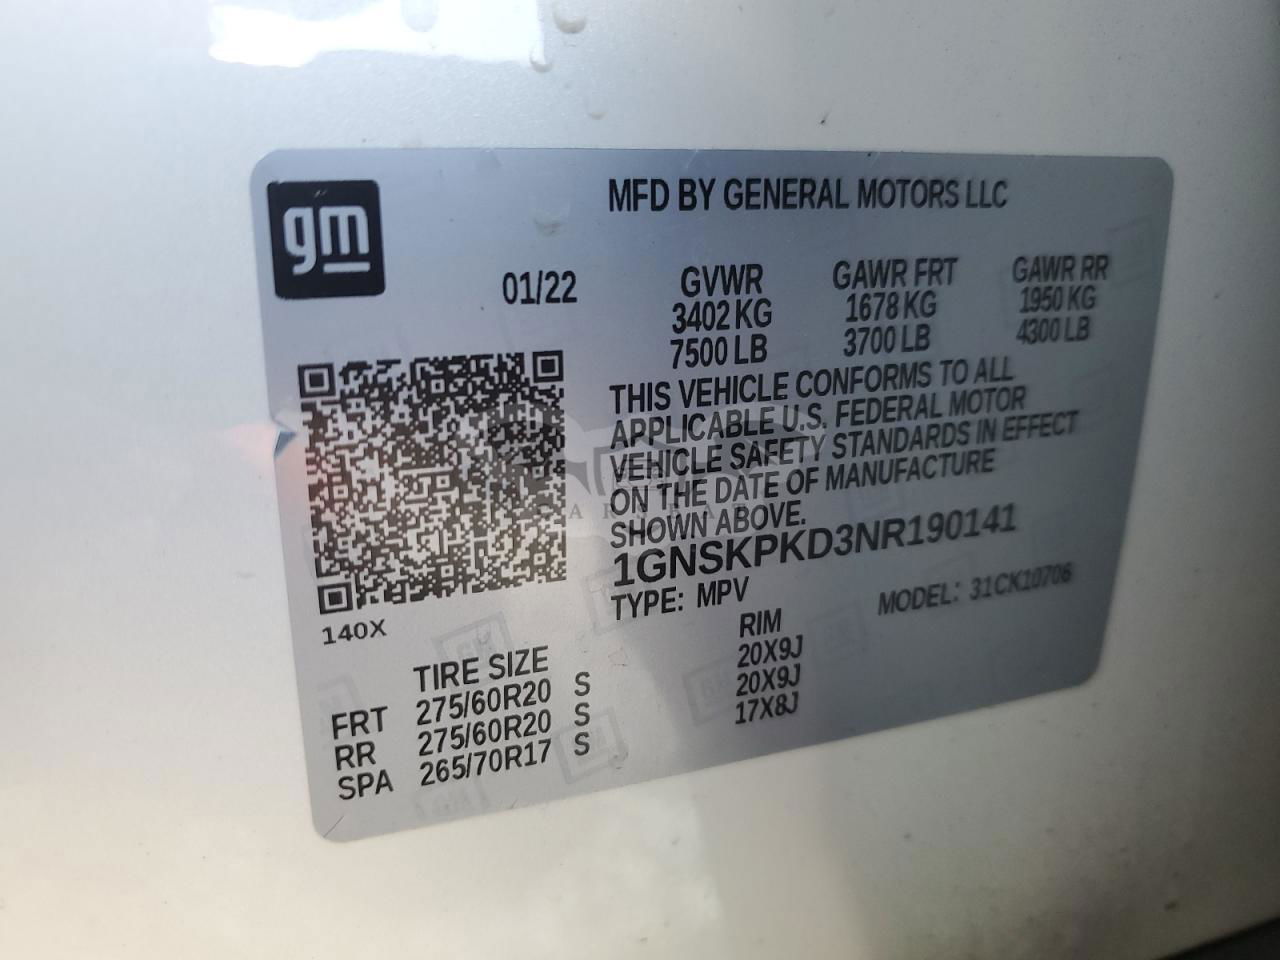 gm
MFD BY GENERAL MOTORS LLC
01/22
GVWR GAWR FRT GAWR RR
3402 KG 1678 KG 1950 KG
7500 LB 3700 LB 4300 LB
THIS VEHICLE CONFORMS TO ALL
APPLICABLE U.S. FEDERAL MOTOR
VEHICLE SAFETY STANDARDS IN EFFECT
ON THE DATE OF MANUFACTURE
SHOWN ABOVE.
1GNSKPKD3NR190141
TYPE: MPV MODEL: 31CK10706
140X
TIRE SIZE RIM
FRT 275/60R20 S 20X9J
RR 275/60R20 S 20X9J
SPA 265/70R17 S 17X8J